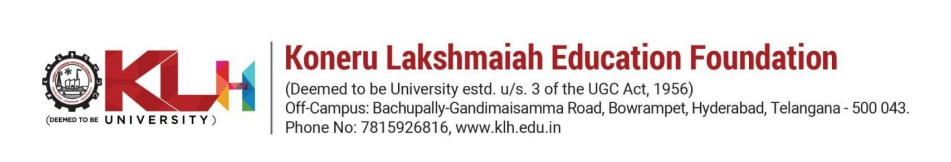 KLH
(DEEMED TO BE UNIVERSITY)
Koneru Lakshmaiah Education Foundation
(Deemed to be University estd. u/s. 3 of the UGC Act, 1956)
Off-Campus: Bachupally-Gandimaisamma Road, Bowrampet, Hyderabad, Telangana - 500 043.
Phone No: 7815926816, www.klh.edu.in